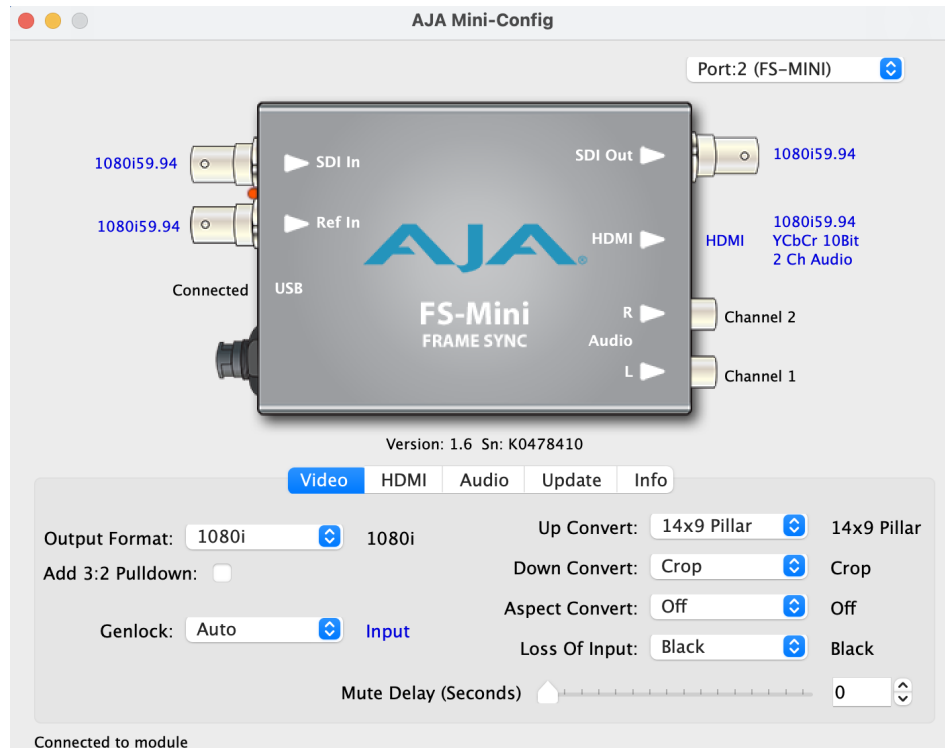 AJA Mini-Config
Port:2 (FS-MINI)
1080i59.94
SDI In
SDI Out
1080i59.94
1080i59.94
Ref In
AJA®
HDMI
HDMI
1080i59.94
YCbCr 10Bit
2 Ch Audio
Connected
USB
FS-Mini
FRAME SYNC
R
Channel 2
Audio
L
Channel 1
Version: 1.6 Sn: K0478410
Video HDMI Audio Update Info
Output Format: 1080i 1080i
Add 3:2 Pulldown:
Genlock: Auto Input
Up Convert: 14x9 Pillar 14x9 Pillar
Down Convert: Crop Crop
Aspect Convert: Off Off
Loss Of Input: Black Black
Mute Delay (Seconds) 0
Connected to module